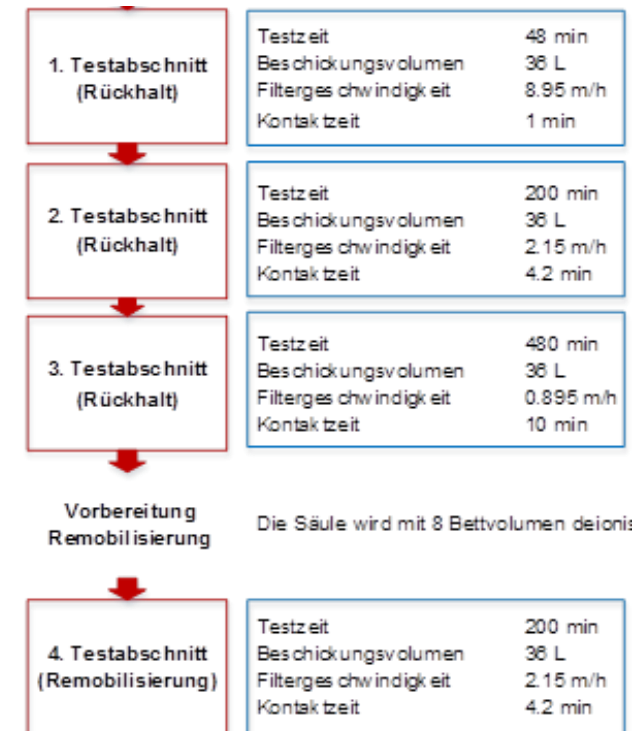 1. Testabschnitt
(Rückhalt)
Testzeit 48 min
Beschickungsvolumen 36 L
Filtergeschwindigkeit 8.95 m/h
Kontaktzeit 1 min
2. Testabschnitt
(Rückhalt)
Testzeit 200 min
Beschickungsvolumen 36 L
Filtergeschwindigkeit 2.15 m/h
Kontaktzeit 4.2 min
3. Testabschnitt
(Rückhalt)
Testzeit 480 min
Beschickungsvolumen 36 L
Filtergeschwindigkeit 0.895 m/h
Kontaktzeit 10 min
Vorbereitung
Remobilisierung
Die Säule wird mit 8 Bettvolumen deionis
4. Testabschnitt
(Remobilisierung)
Testzeit 200 min
Beschickungsvolumen 36 L
Filtergeschwindigkeit 2.15 m/h
Kontaktzeit 4.2 min